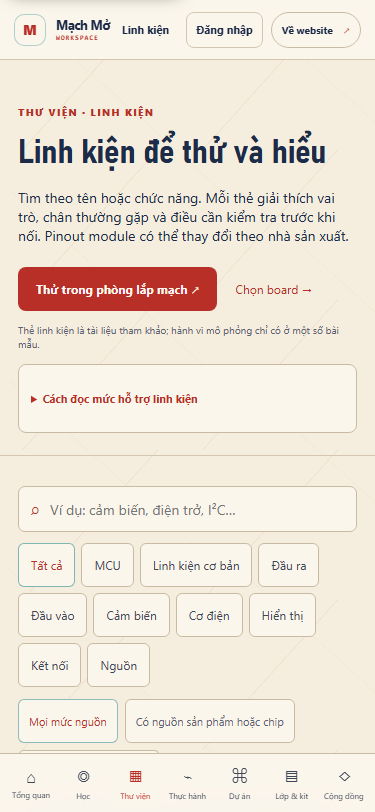 M
Mạch Mở
WORKSPACE
Linh kiện
Đăng nhập
Về website ↗
THƯ VIỆN · LINH KIỆN
Linh kiện để thử và hiểu
Tìm theo tên hoặc chức năng. Mỗi thẻ giải thích vai
trò, chân thường gặp và điều cần kiểm tra trước khi
nối. Pinout module có thể thay đổi theo nhà sản xuất.
Thử trong phòng lắp mạch ↗
Chọn board →
Thẻ linh kiện là tài liệu tham khảo; hành vi mô phỏng chỉ có ở một số bài
mẫu.
▶ Cách đọc mức hỗ trợ linh kiện
Ví dụ: cảm biến, điện trở, I²C...
Tất cả
MCU
Linh kiện cơ bản
Đầu ra
Đầu vào
Cảm biến
Cơ điện
Hiển thị
Kết nối
Nguồn
Mọi mức nguồn
Có nguồn sản phẩm hoặc chip
Tổng quan
Học
Thư viện
Thực hành
Dự án
Lớp & kit
Cộng đồng